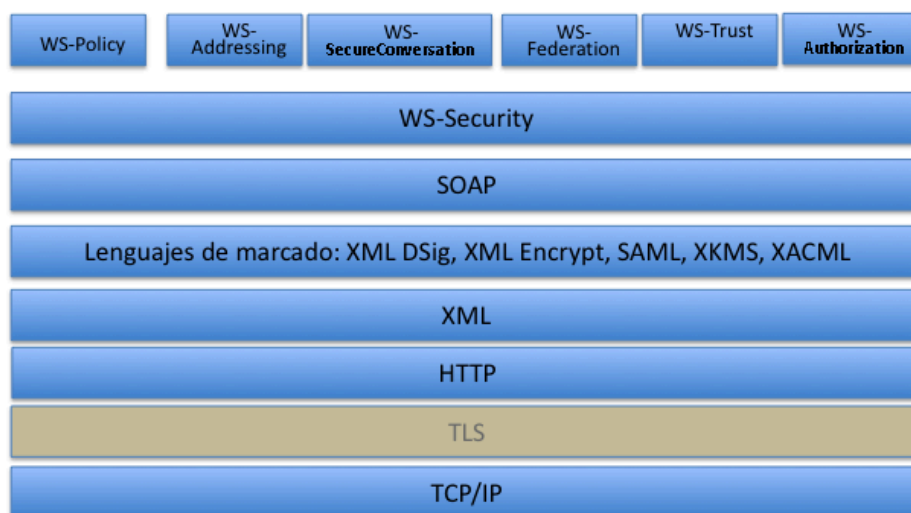 WS-Policy
WS-
Addressing
WS-
SecureConversation
WS-
Federation
WS-Trust
WS-
Authorization
WS-Security
SOAP
Lenguajes de marcado: XML DSig, XML Encrypt, SAML, XKMS, XACML
XML
HTTP
TLS
TCP/IP